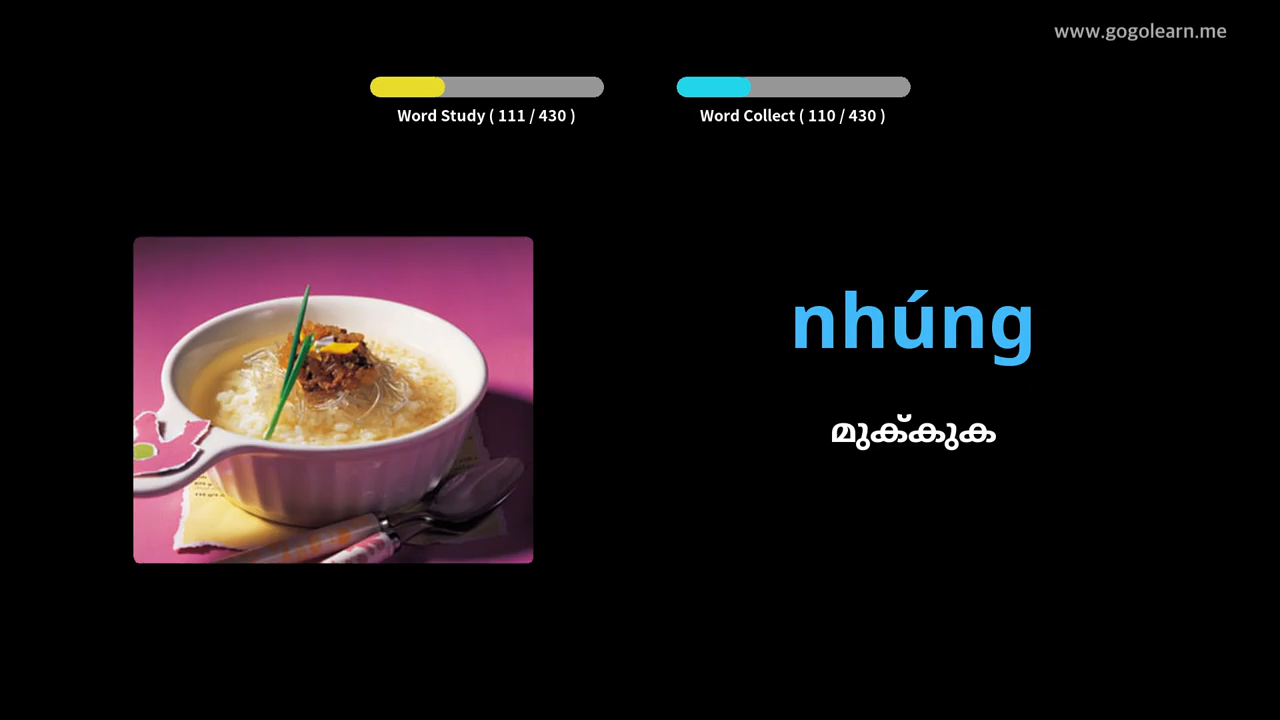 www.gogolearn.me
Word Study ( 111 / 430 )
Word Collect ( 110 / 430 )
nhúng
മുക്കുക